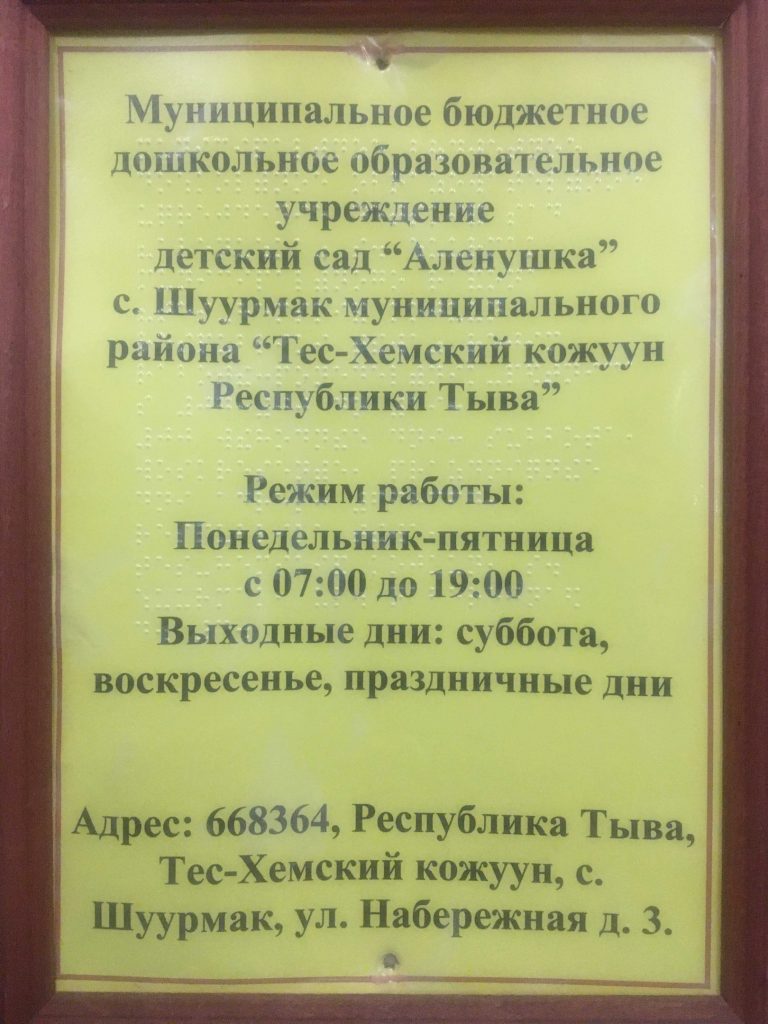 Муниципальное бюджетное
дошкольное образовательное
учреждение
детский сад “Аленушка”
с. Шуурмак муниципального
района “Тес-Хемский кожуун
Республики Тыва”
Режим работы:
Понедельник-пятница
с 07:00 до 19:00
Выходные дни: суббота,
воскресенье, праздничные дни
Адрес: 668364, Республика Тыва,
Тес-Хемский кожуун, с.
Шуурмак, ул. Набережная д. 3.